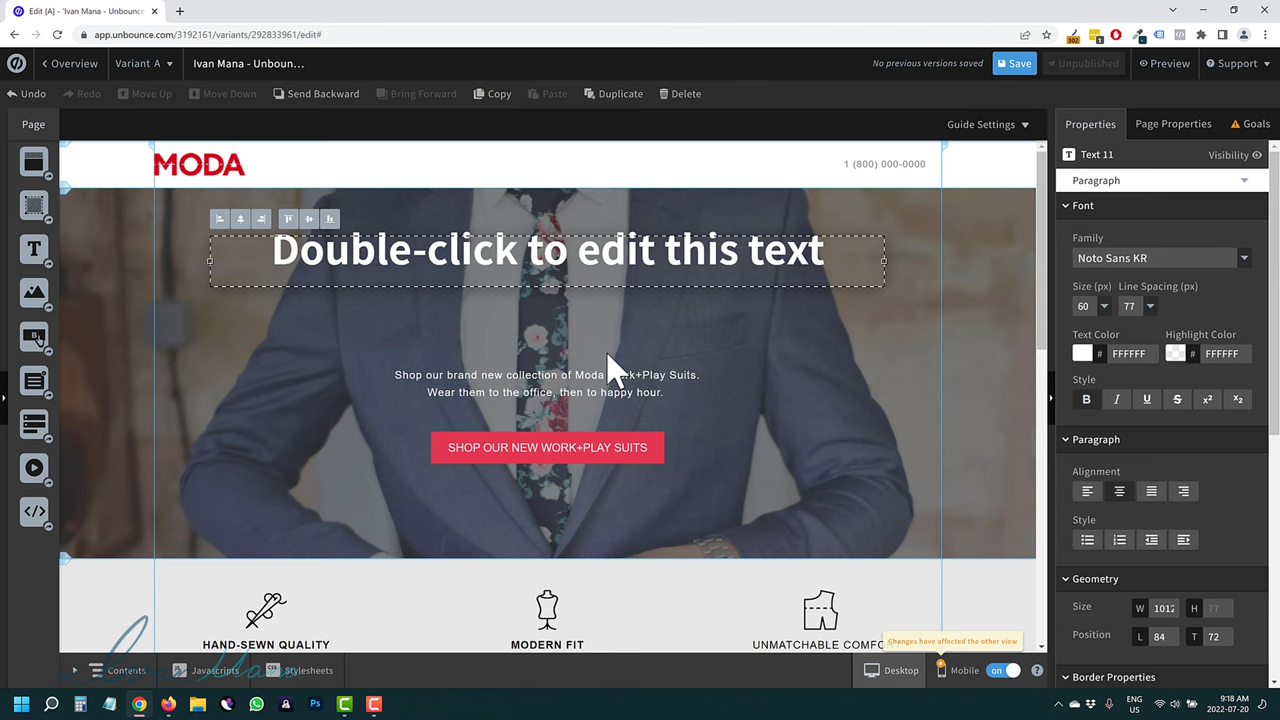 Edit [A] - 'Ivan Mana - Unbounce
app.unbounce.com/3192161/variants/292833961/edit#
302
1
Overview
Variant A
Ivan Mana - Unboun...
No previous versions saved
Save
Unpublished
Preview
Support
Undo
Redo
Move Up
Move Down
Send Backward
Bring Forward
Copy
Paste
Duplicate
Delete
Page
Guide Settings
Properties
Page Properties
Goals
MODA
1 (800) 000-0000
T
Text 11
Visibility
Paragraph
Font
Family
Noto Sans KR
Size (px)
Line Spacing (px)
60
77
Text Color
Highlight Color
# FFFFFF
# FFFFFF
Style
B I U S x² x₂
Paragraph
Alignment
Style
Geometry
Size
W 1012
H 77
Position
L 84
T 72
Border Properties
Double-click to edit this text
Shop our brand new collection of Moda rk+Play Suits.
Wear them to the office, then to happy hour.
SHOP OUR NEW WORK+PLAY SUITS
HAND-SEWN QUALITY
MODERN FIT
UNMATCHABLE COMFO
Changes have affected the other view
Contents
Javascripts
Stylesheets
Desktop
Mobile
on
?
ENG
US
9:18 AM
2022-07-20